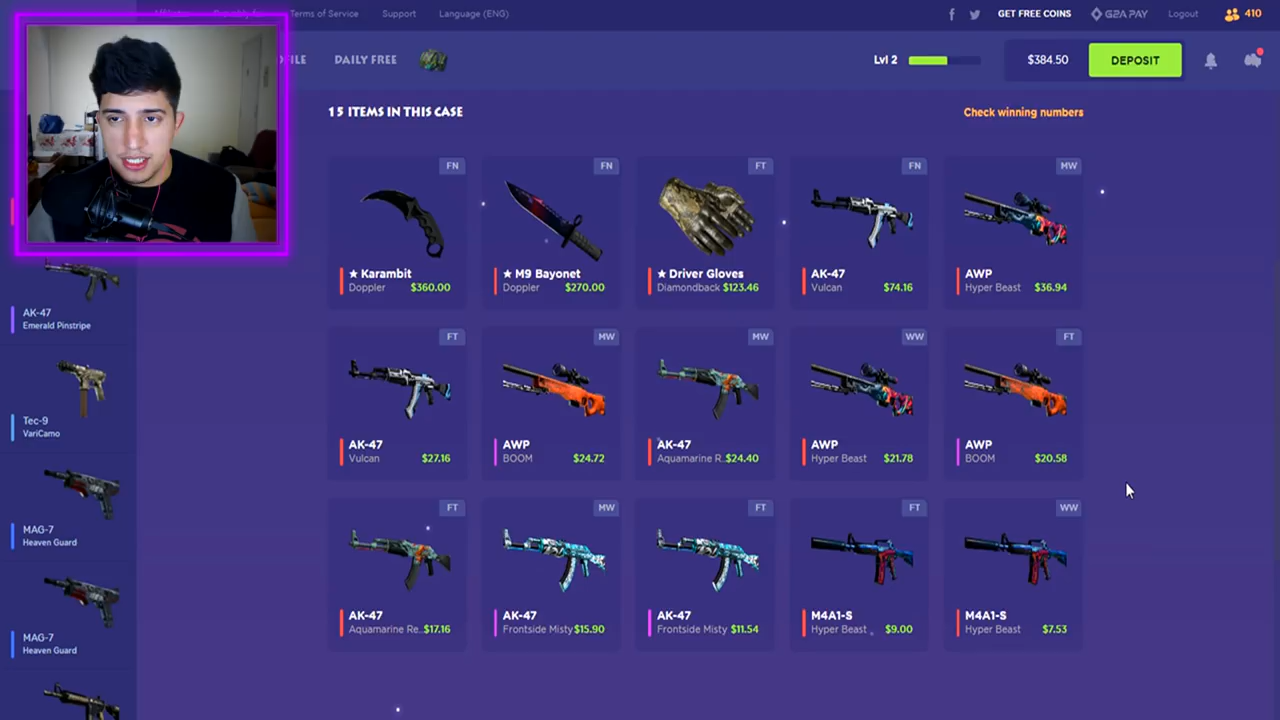 Terms of Service
Support
Language (ENG)
GET FREE COINS
G2A PAY
Logout
410
DAILY FREE
Lvl 2
$384.50
DEPOSIT
15 ITEMS IN THIS CASE
Check winning numbers
FN
★ Karambit
Doppler $360.00
FN
★ M9 Bayonet
Doppler $270.00
FT
★ Driver Gloves
Diamondback $123.46
FN
AK-47
Vulcan $74.16
MW
AWP
Hyper Beast $36.94
AK-47
Emerald Pinstripe
FT
AK-47
Vulcan $27.16
MW
AWP
BOOM $24.72
MW
AK-47
Aquamarine R.. $24.40
WW
AWP
Hyper Beast $21.78
FT
AWP
BOOM $20.58
Tec-9
VariCamo
FT
AK-47
Aquamarine Re.. $17.16
MW
AK-47
Frontside Misty $15.90
FT
AK-47
Frontside Misty $11.54
FT
M4A1-S
Hyper Beast $9.00
WW
M4A1-S
Hyper Beast $7.53
MAG-7
Heaven Guard
MAG-7
Heaven Guard